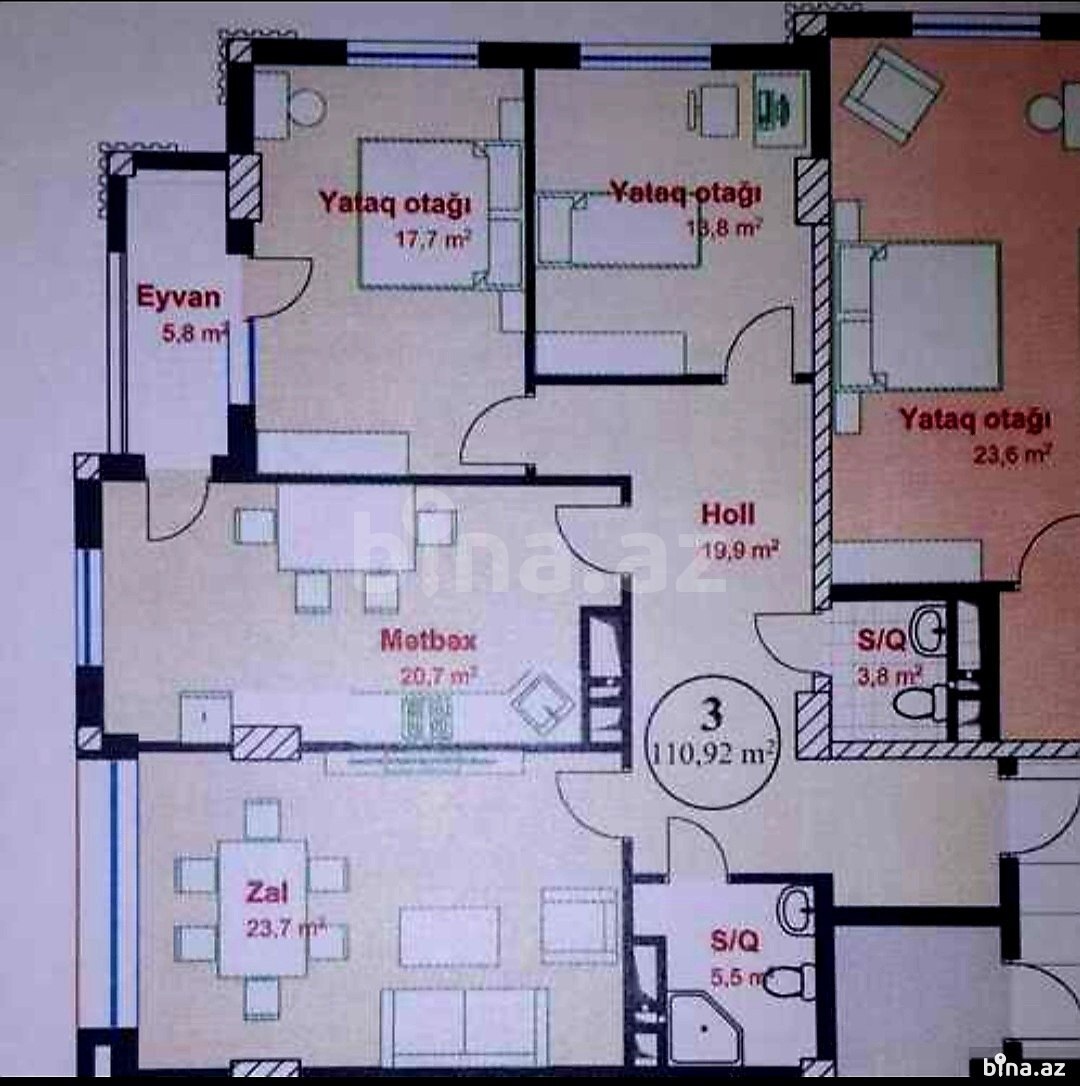 Yataq otağı
17,7 m²
Yataq otağı
13,8 m²
Eyvan
5.8 m²
Yataq otağı
23,6 m²
Holl
19,9 m²
bina.az
Mətbəx
20,7 m²
S/Q
3,8 m²
3
110,92 m²
Zal
23,7 m²
S/Q
5,5 m²
bina.az